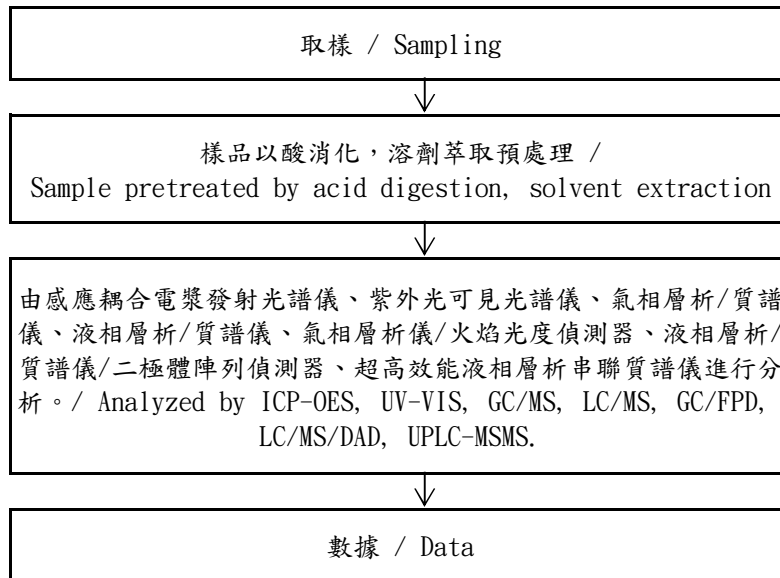 取樣 / Sampling
樣品以酸消化，溶劑萃取預處理 /
Sample pretreated by acid digestion, solvent extraction
由感應耦合電漿發射光譜儀、紫外光可見光譜儀、氣相層析/質譜
儀、液相層析/質譜儀、氣相層析儀/火焰光度偵測器、液相層析/
質譜儀/二極體陣列偵測器、超高效能液相層析串聯質譜儀進行分
析。/ Analyzed by ICP-OES, UV-VIS, GC/MS, LC/MS, GC/FPD,
LC/MS/DAD, UPLC-MSMS.
數據 / Data